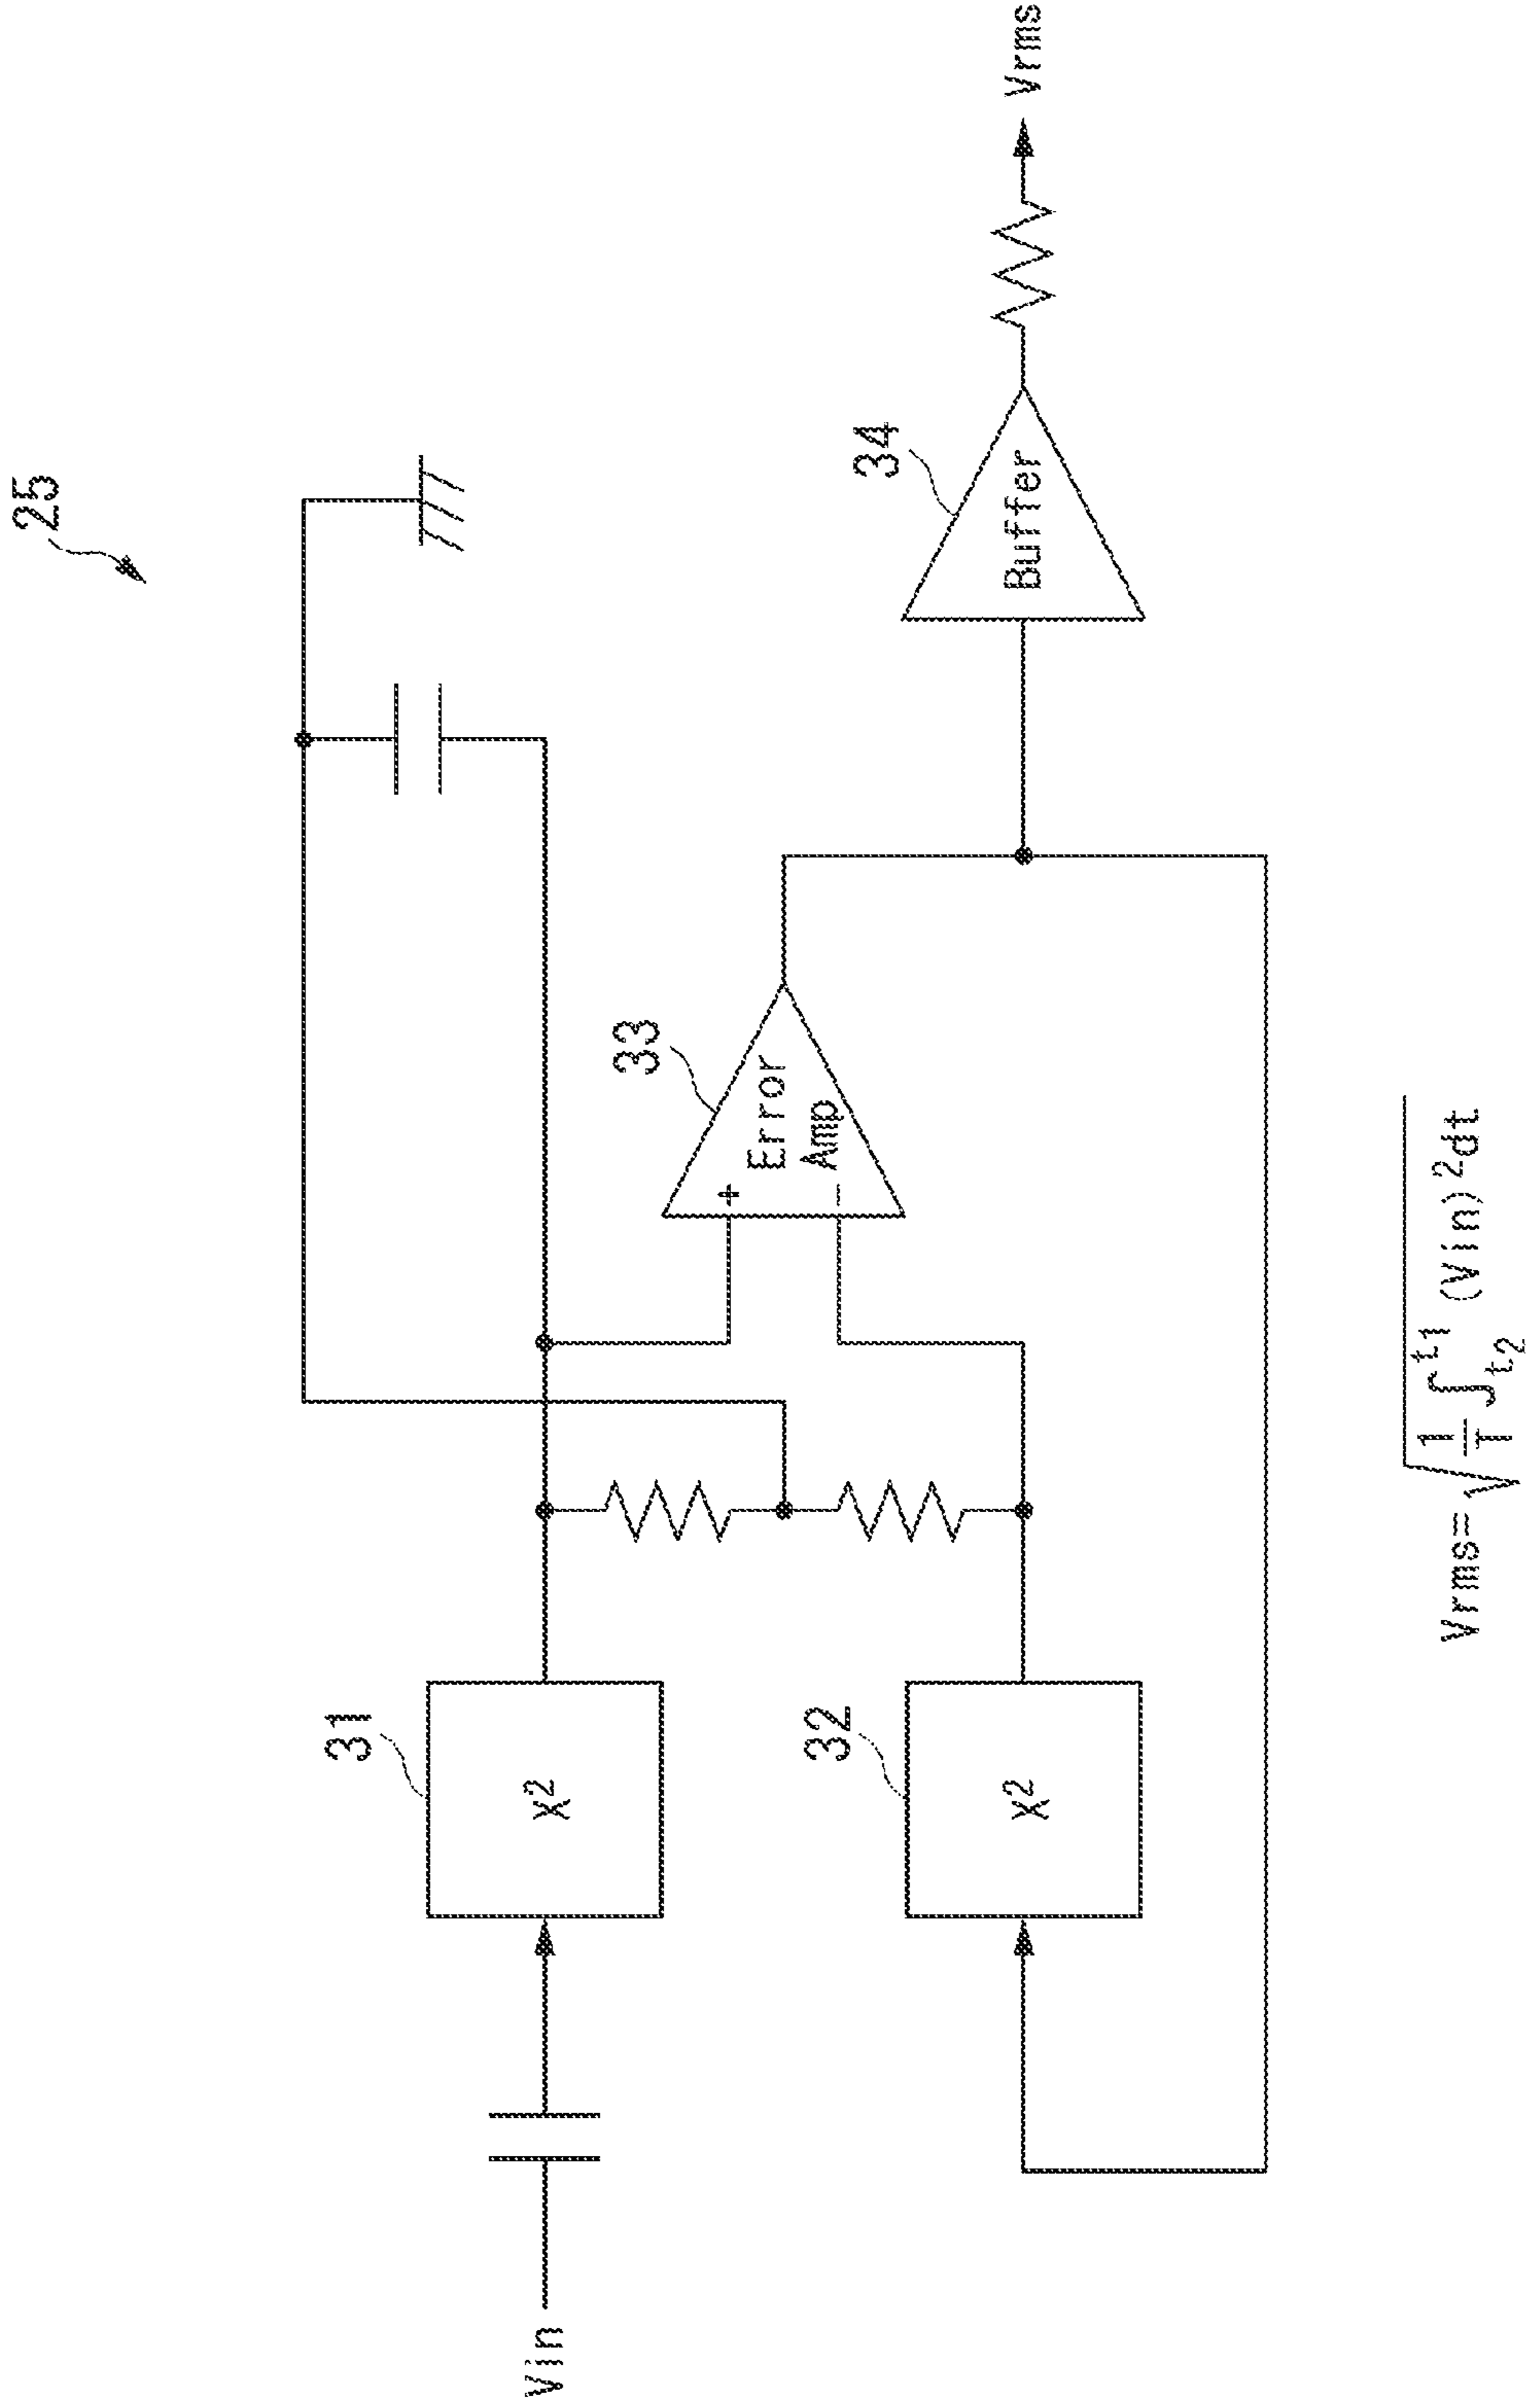 25
31
X²
32
X²
33
+
Error
Amp
−
34
Buffer
Vin
Vrms
Vrms=√(1/T ∫t2 t1 (Vin)²dt)